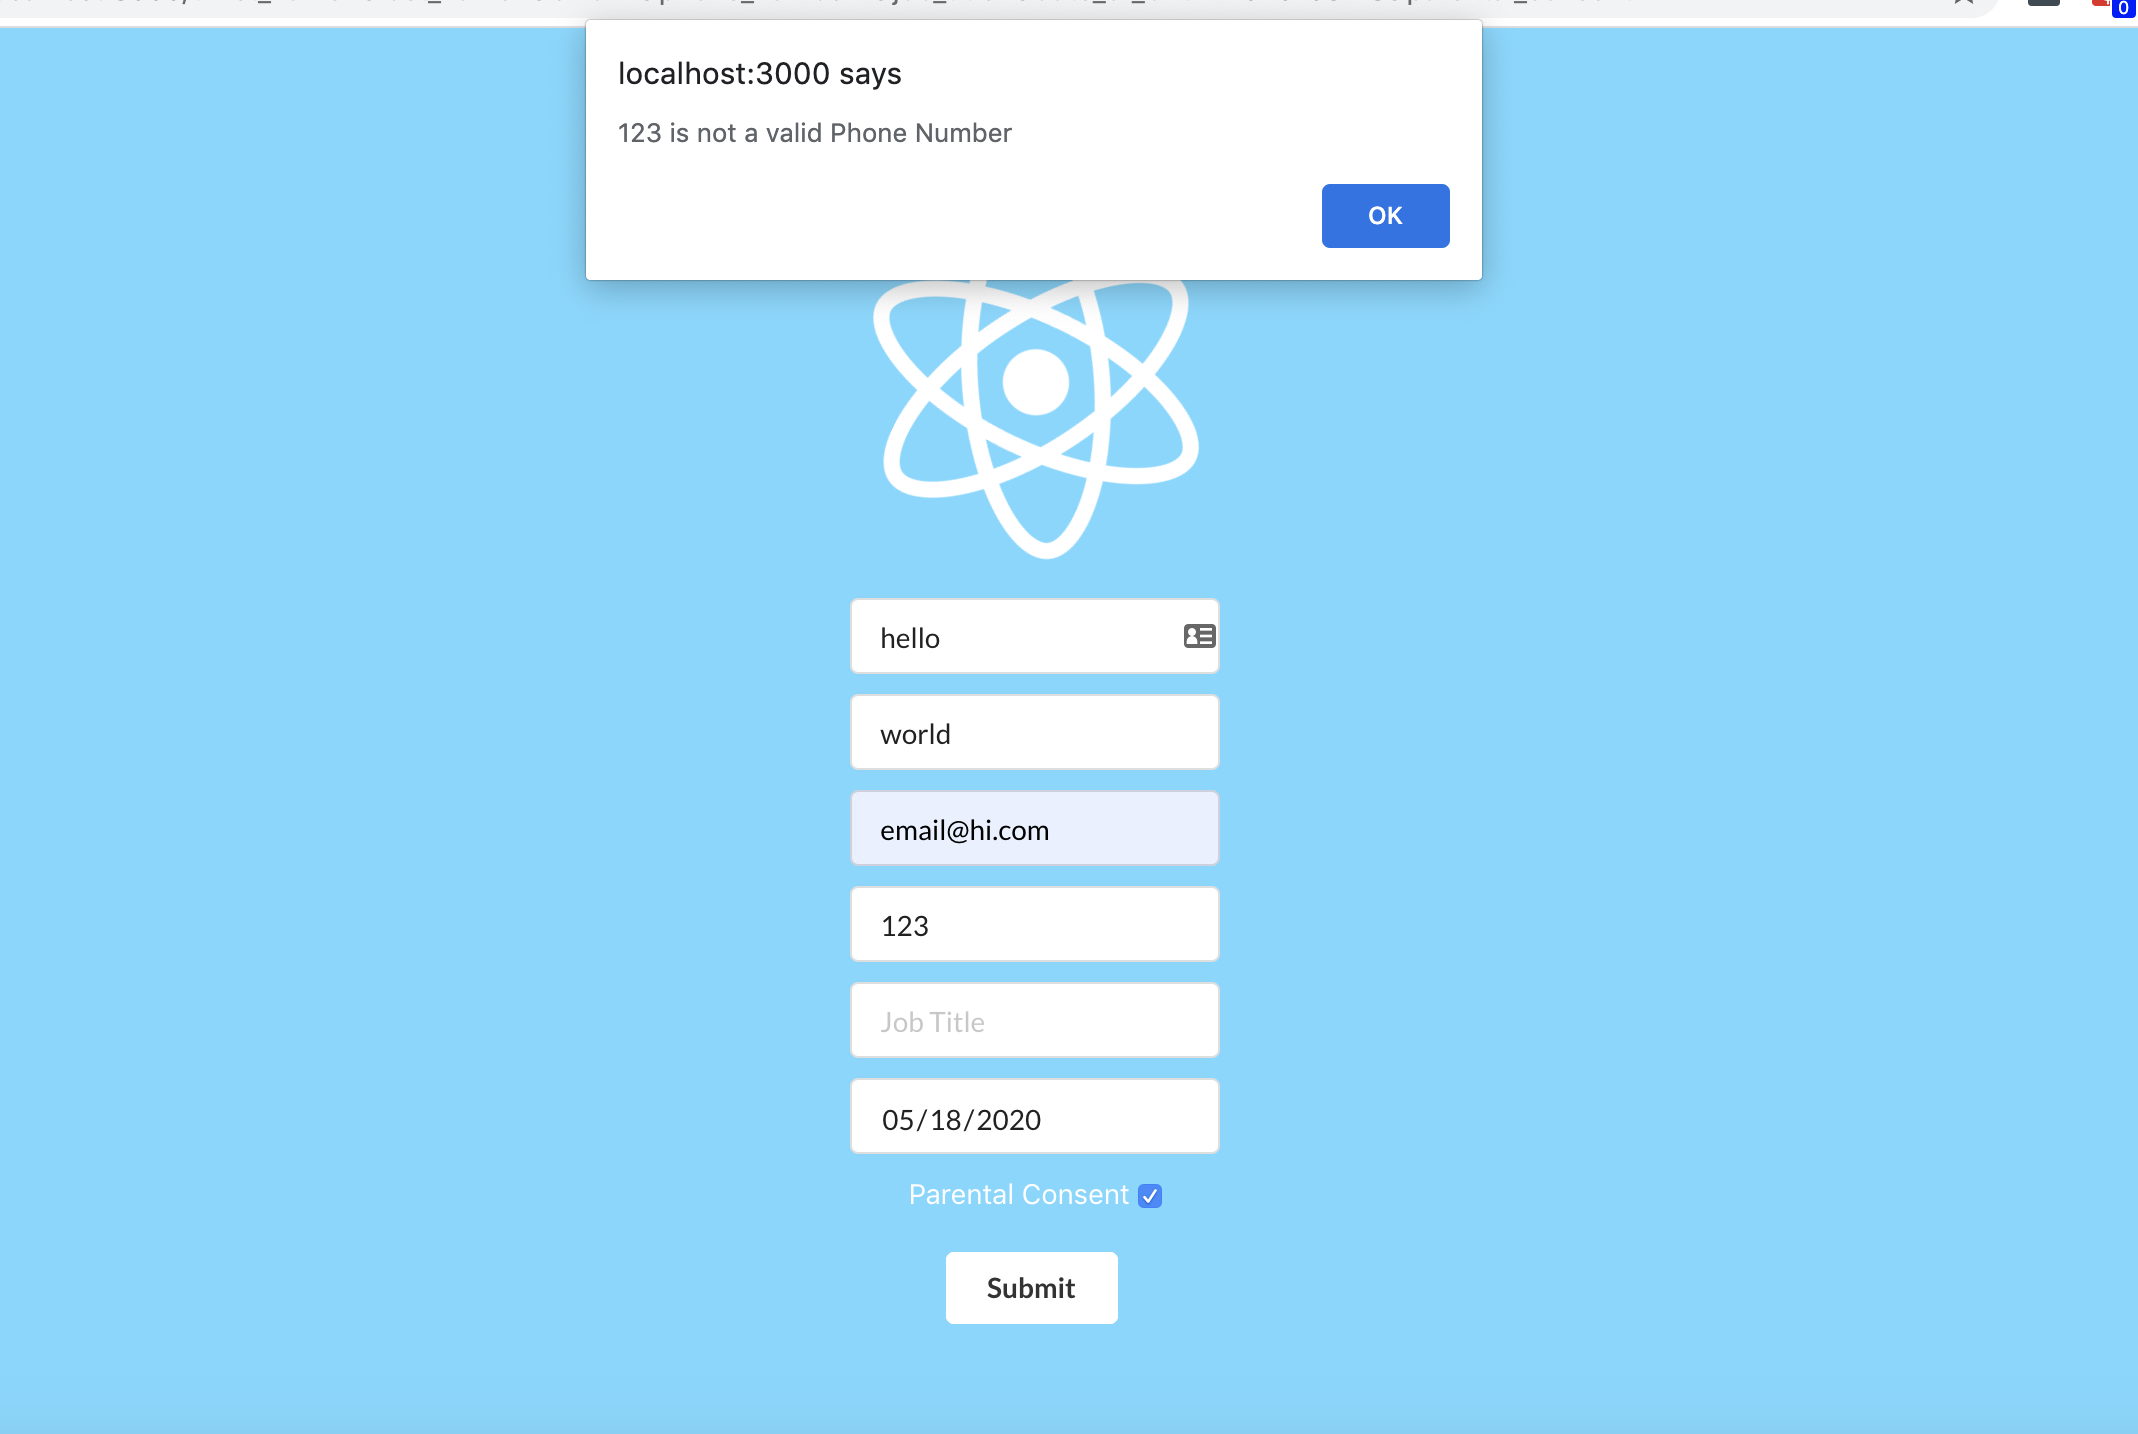 0
localhost:3000 says
123 is not a valid Phone Number
OK
hello
world
email@hi.com
123
Job Title
05/18/2020
Parental Consent
Submit